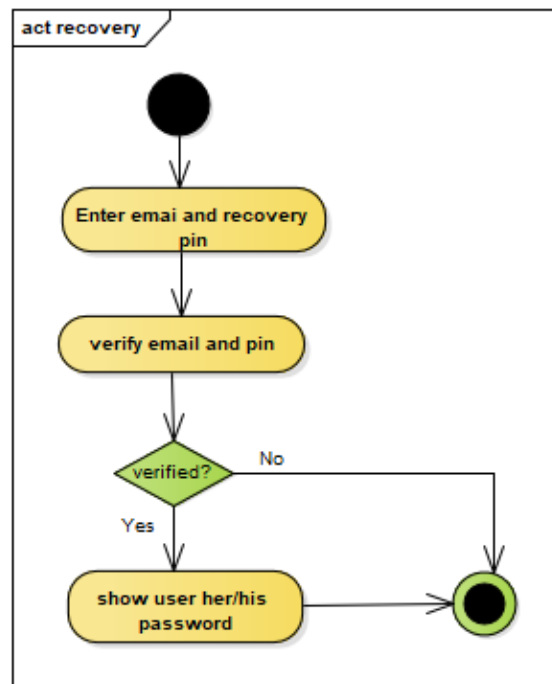 act recovery
Enter emai and recovery
pin
verify email and pin
verified?
No
Yes
show user her/his
password